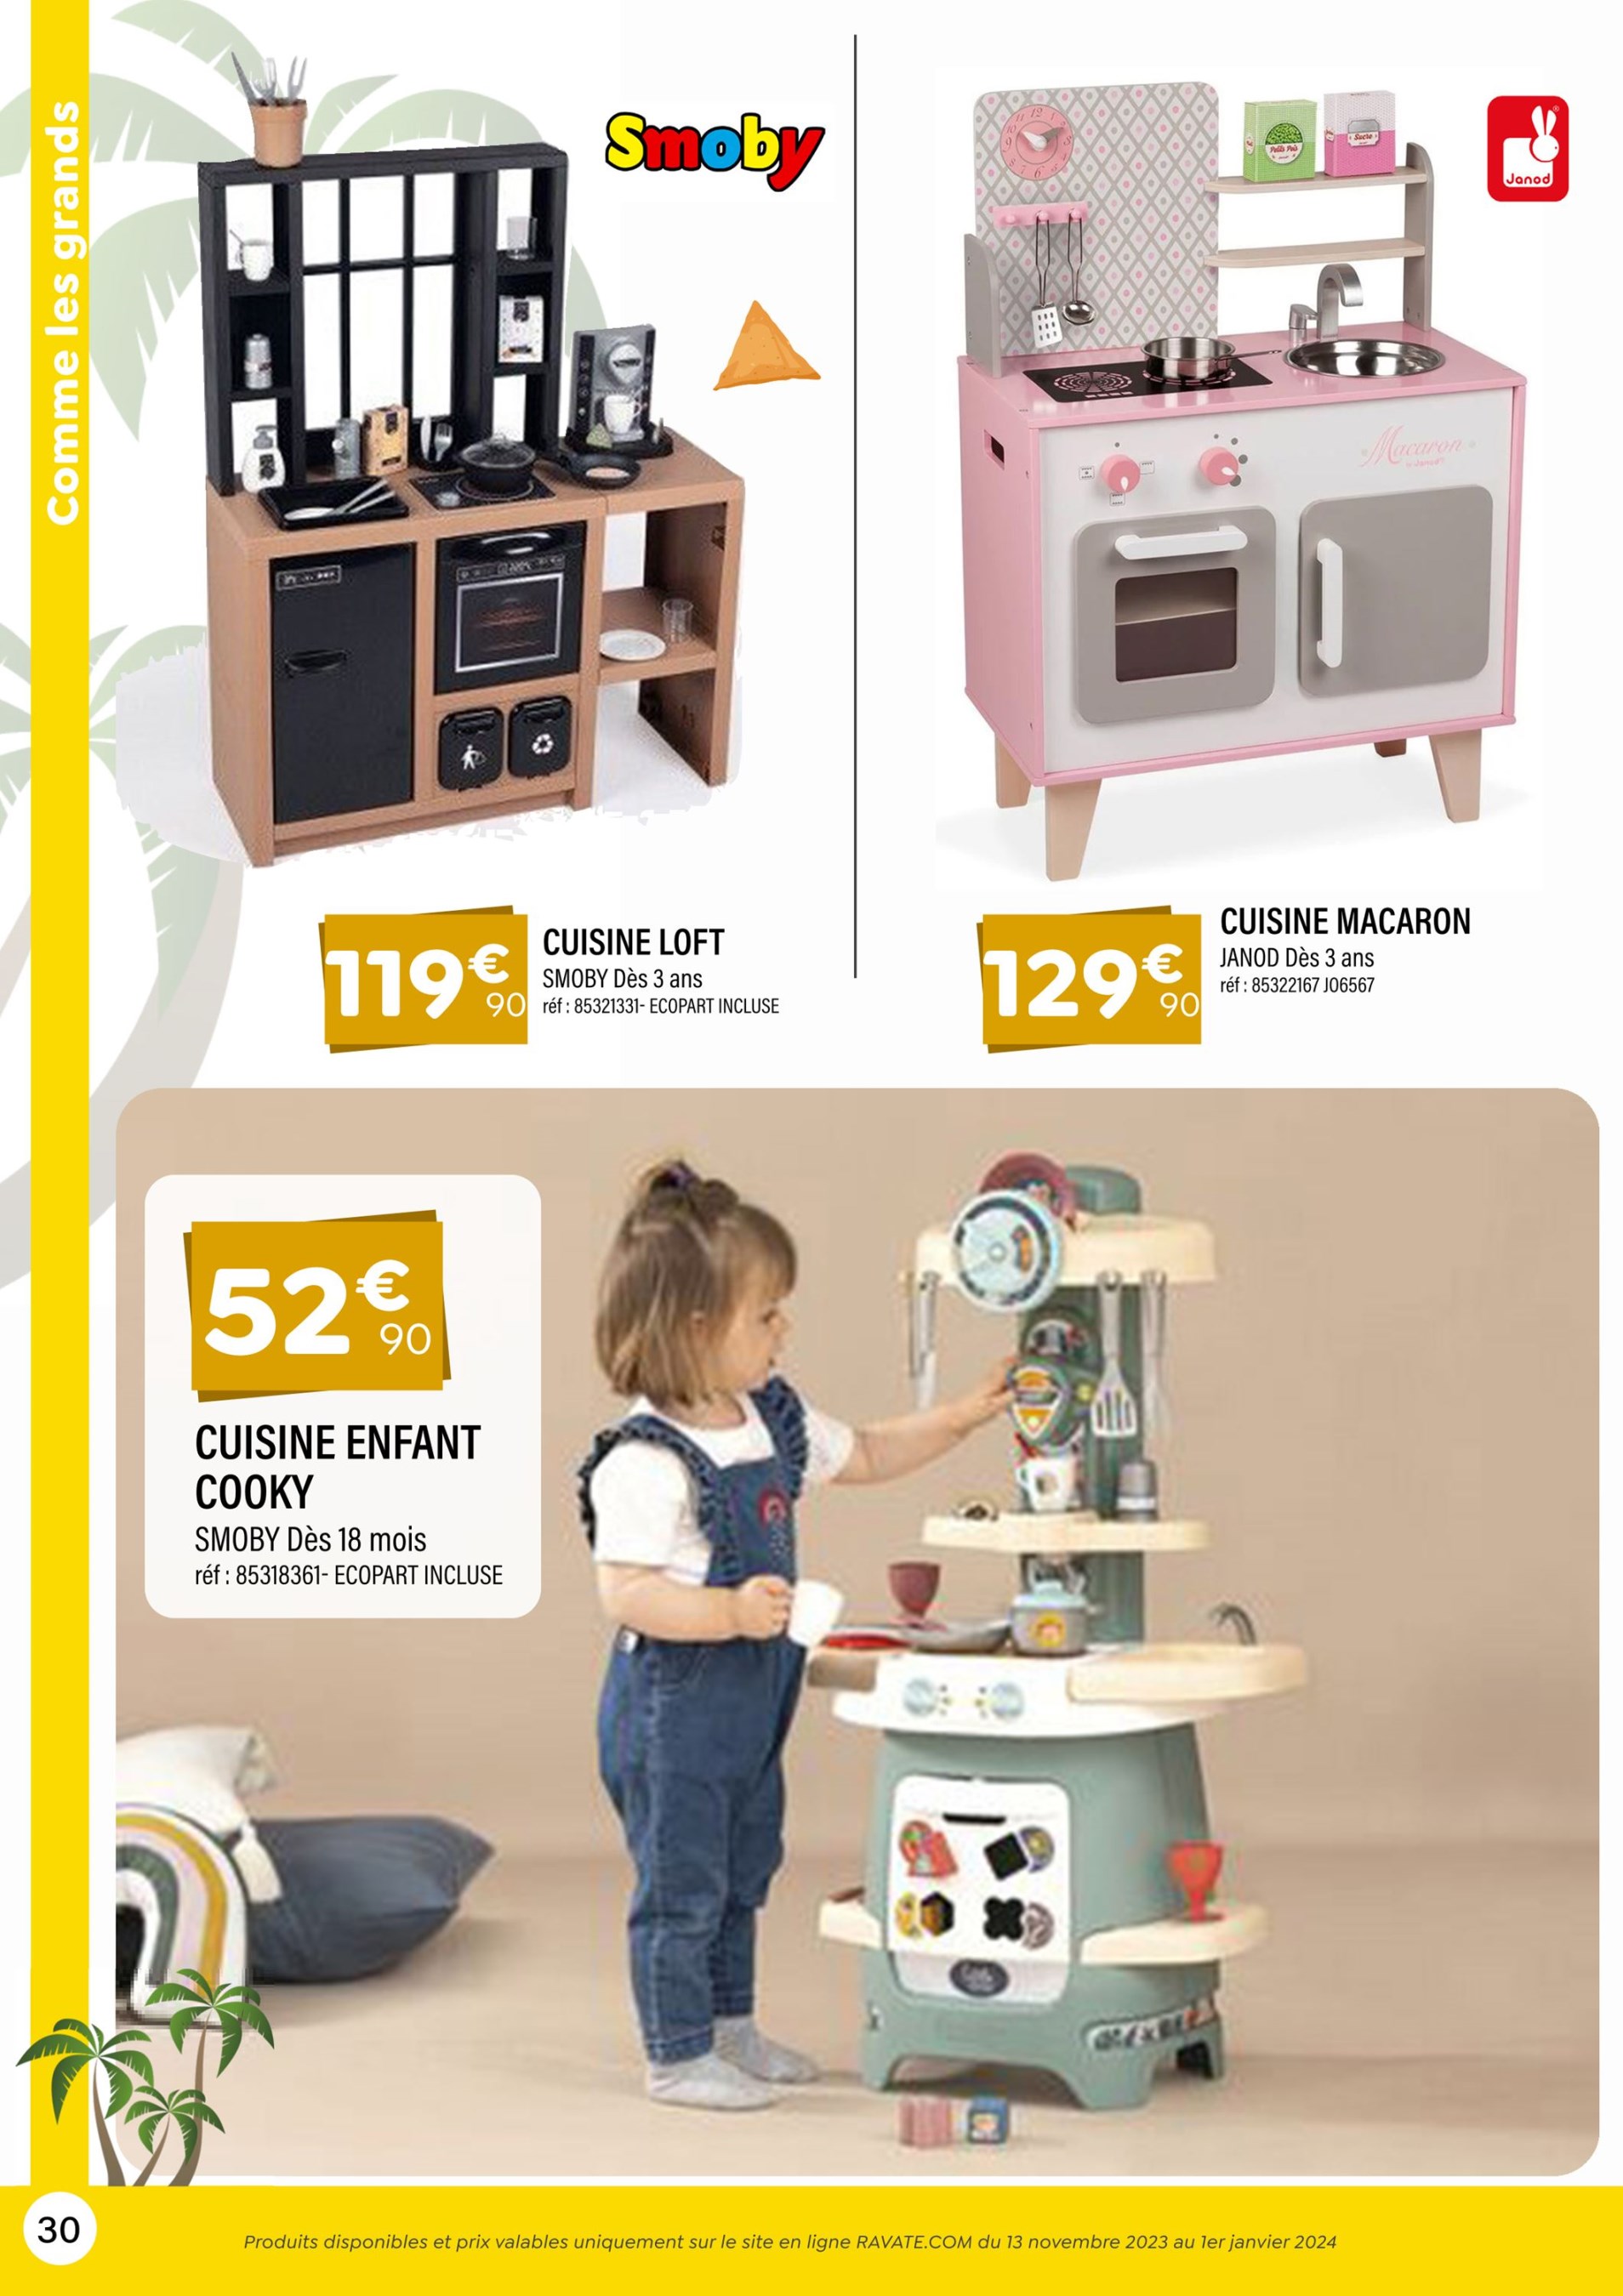 Comme les grands
Smoby
Janod
Petits Pois
Sucre
Macaron
by Janod
119€90
CUISINE LOFT
SMOBY Dès 3 ans
réf : 85321331- ECOPART INCLUSE
129€90
CUISINE MACARON
JANOD Dès 3 ans
réf : 85322167 J06567
52€90
CUISINE ENFANT
COOKY
SMOBY Dès 18 mois
réf : 85318361- ECOPART INCLUSE
30
Produits disponibles et prix valables uniquement sur le site en ligne RAVATE.COM du 13 novembre 2023 au 1er janvier 2024